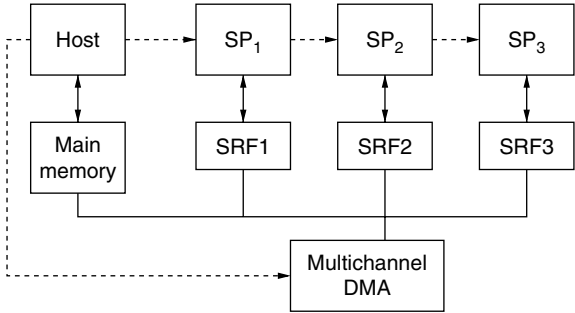 Host
SP₁
SP₂
SP₃
Main
memory
SRF1
SRF2
SRF3
Multichannel
DMA